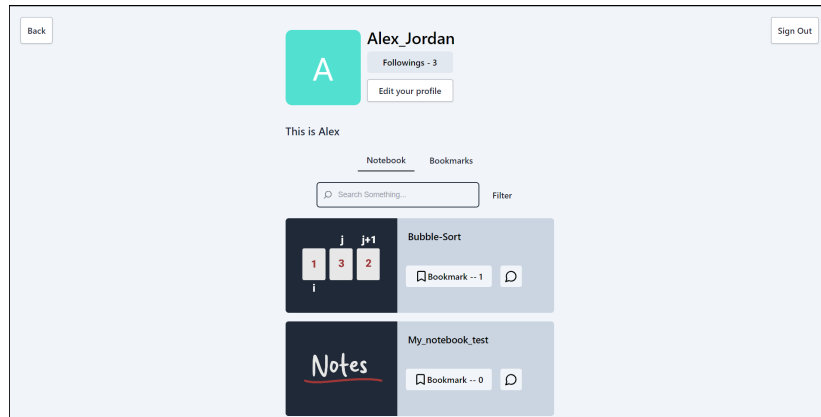 Back
Sign Out
Alex_Jordan
A
Followings - 3
Edit your profile
This is Alex
Notebook Bookmarks
Search Something...
Filter
j j+1
1 3 2
i
Bubble-Sort
Bookmark -- 1
Notes
My_notebook_test
Bookmark -- 0